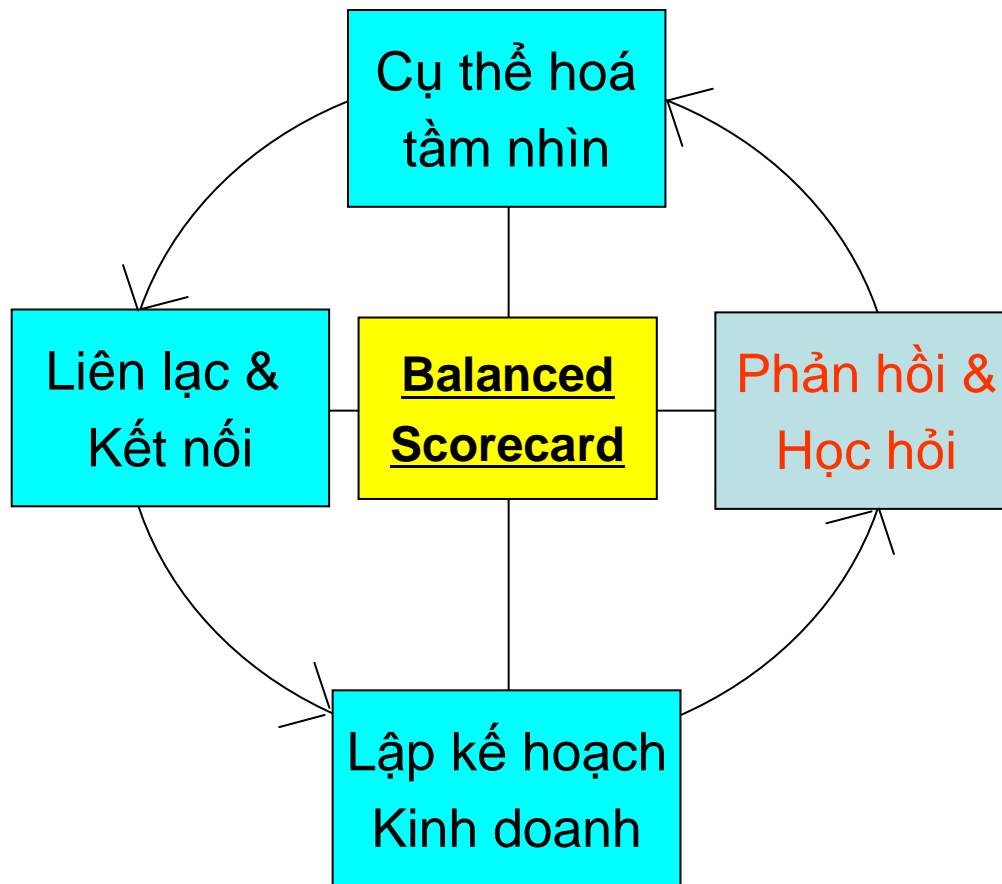 Cụ thể hoá
tầm nhìn
Liên lạc &
Kết nối
Balanced
Scorecard
Phản hồi &
Học hỏi
Lập kế hoạch
Kinh doanh